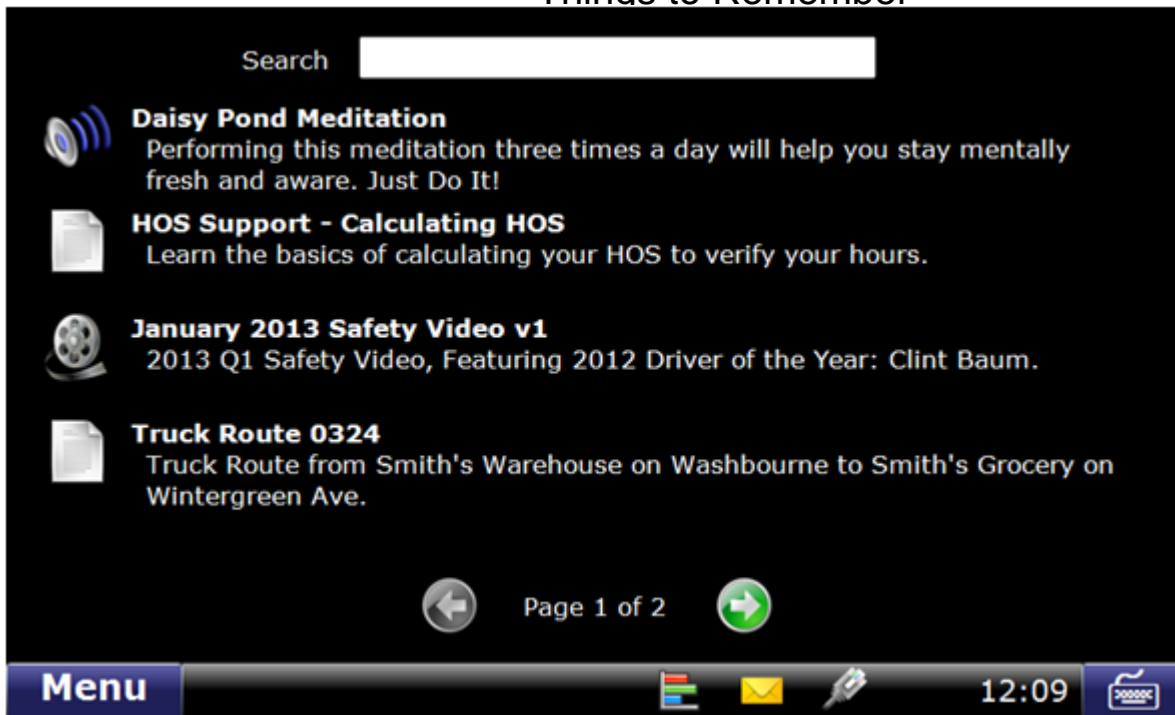 Things to Remember
Search
Daisy Pond Meditation
Performing this meditation three times a day will help you stay mentally
fresh and aware. Just Do It!
HOS Support - Calculating HOS
Learn the basics of calculating your HOS to verify your hours.
January 2013 Safety Video v1
2013 Q1 Safety Video, Featuring 2012 Driver of the Year: Clint Baum.
Truck Route 0324
Truck Route from Smith's Warehouse on Washbourne to Smith's Grocery on
Wintergreen Ave.
Page 1 of 2
Menu
12:09